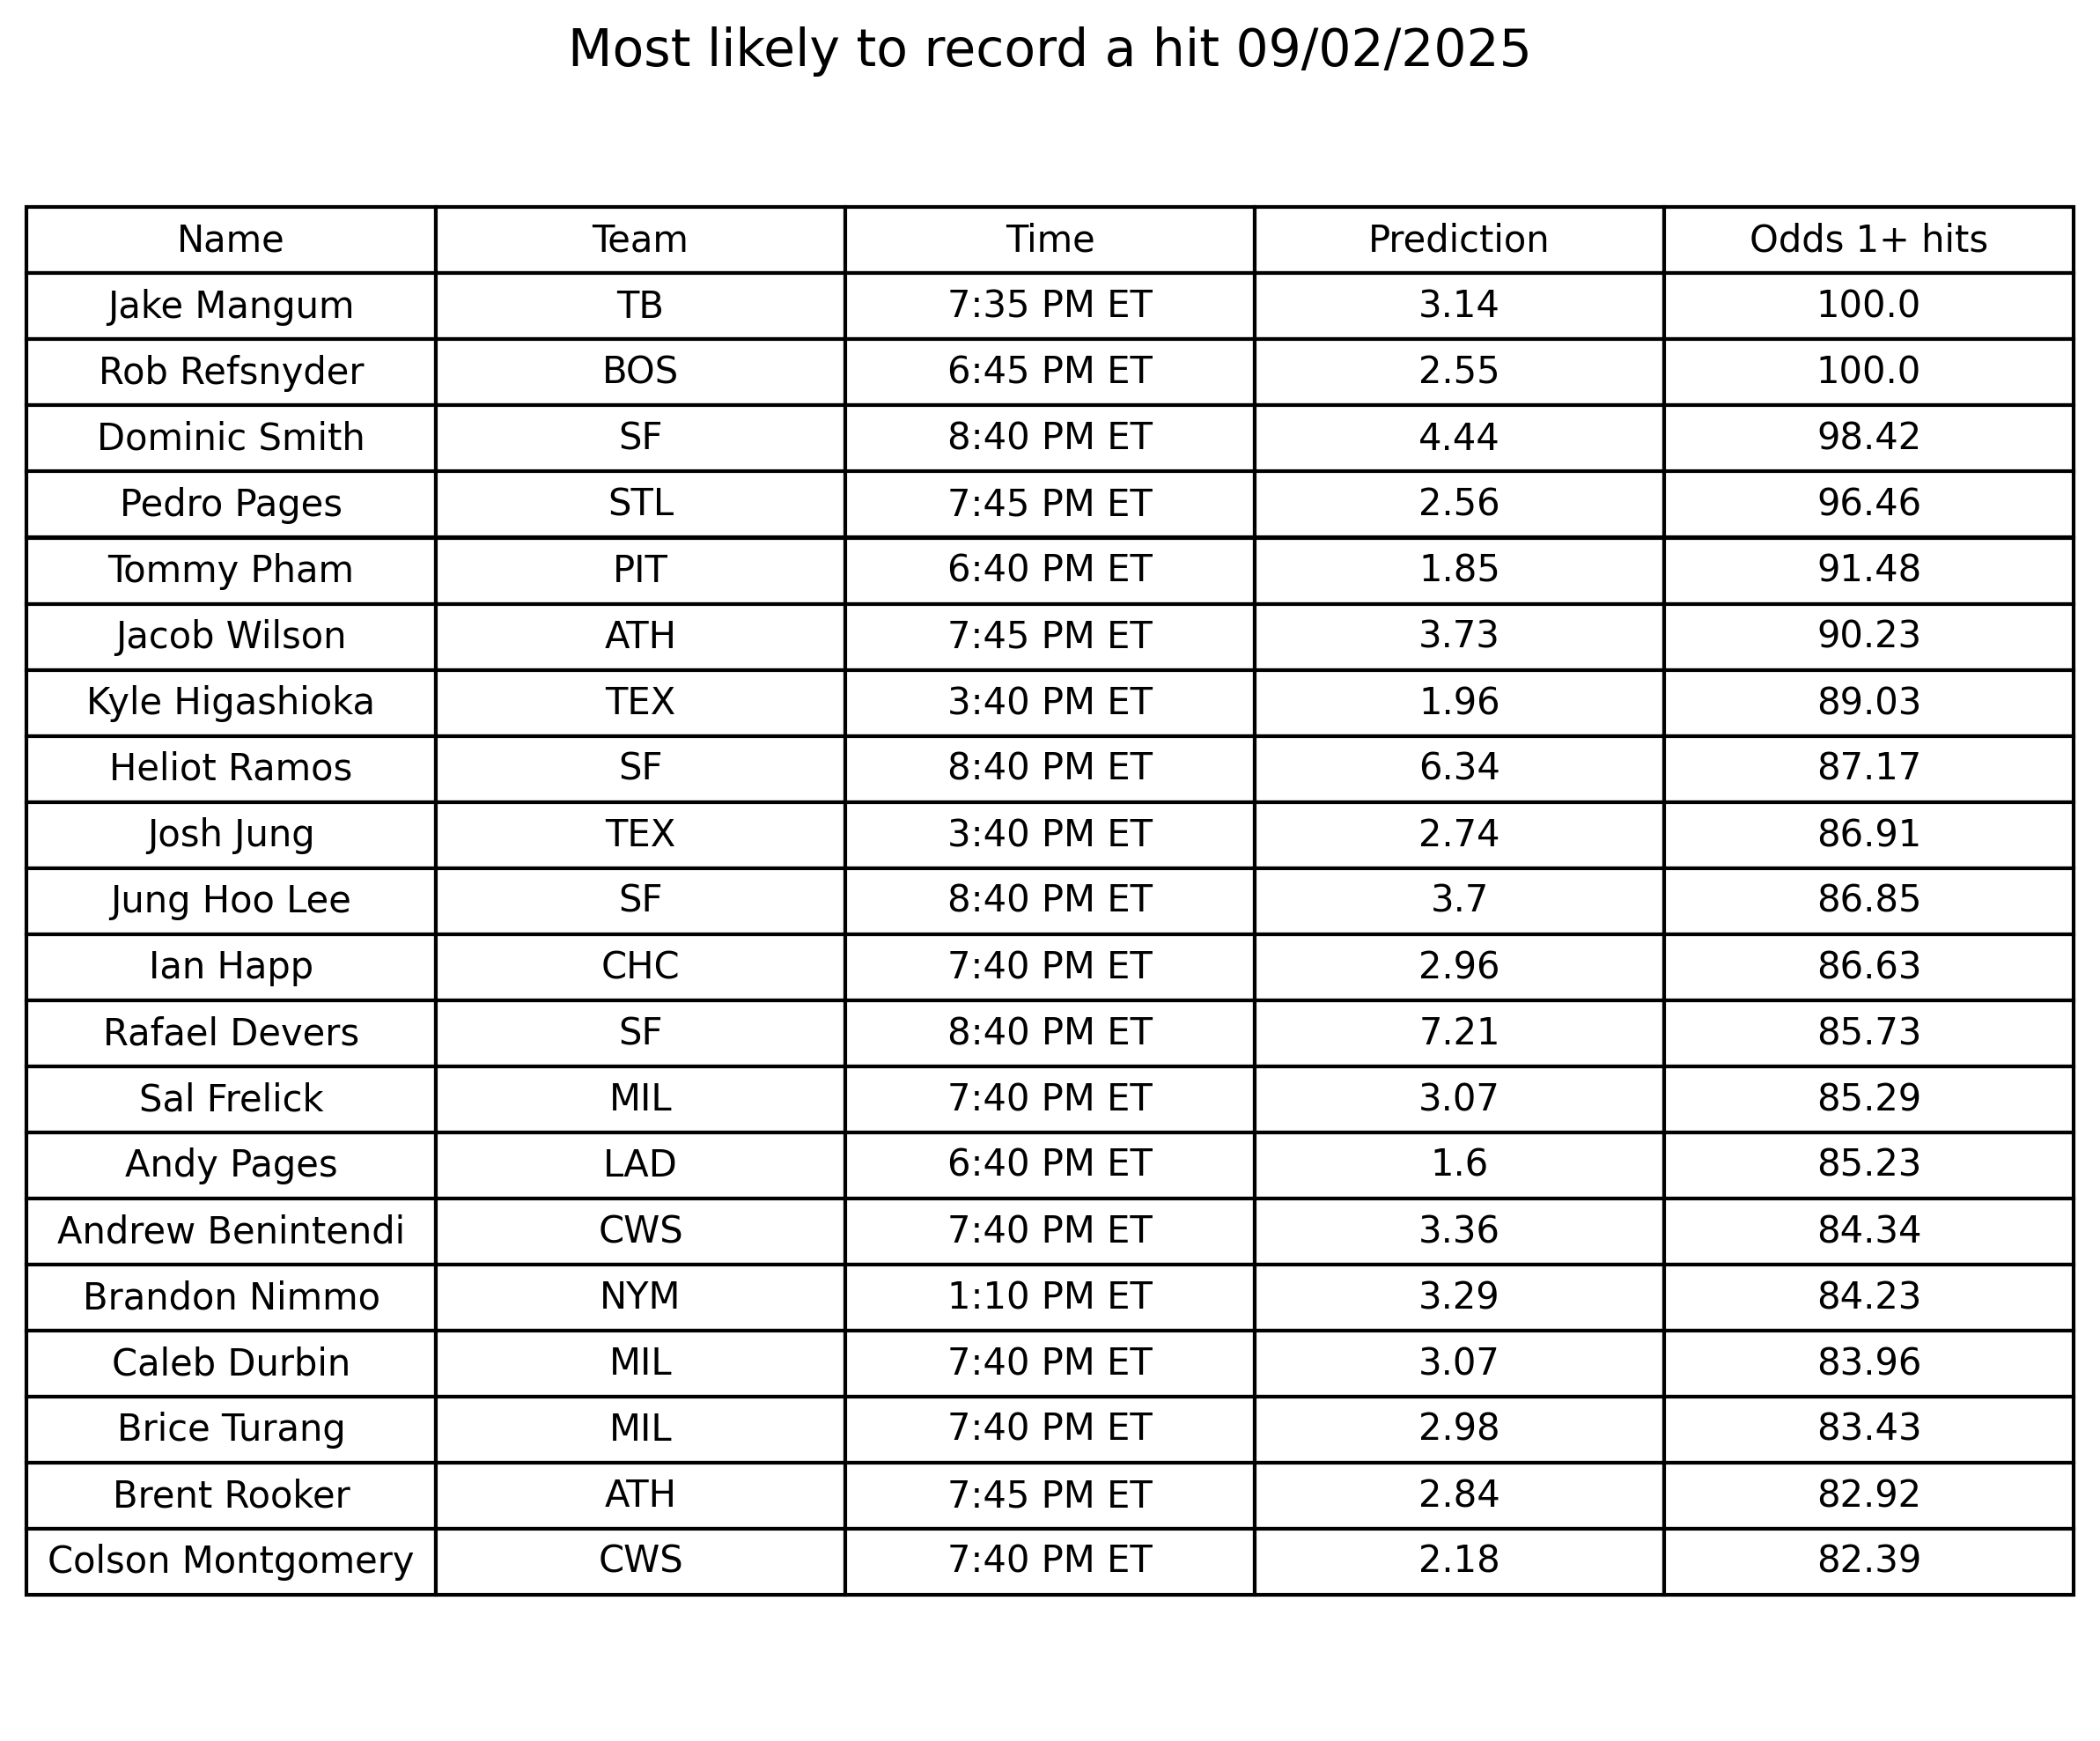 Most likely to record a hit 09/02/2025
Name Team Time Prediction Odds 1+ hits
Jake Mangum TB 7:35 PM ET 3.14 100.0
Rob Refsnyder BOS 6:45 PM ET 2.55 100.0
Dominic Smith SF 8:40 PM ET 4.44 98.42
Pedro Pages STL 7:45 PM ET 2.56 96.46
Tommy Pham PIT 6:40 PM ET 1.85 91.48
Jacob Wilson ATH 7:45 PM ET 3.73 90.23
Kyle Higashioka TEX 3:40 PM ET 1.96 89.03
Heliot Ramos SF 8:40 PM ET 6.34 87.17
Josh Jung TEX 3:40 PM ET 2.74 86.91
Jung Hoo Lee SF 8:40 PM ET 3.7 86.85
Ian Happ CHC 7:40 PM ET 2.96 86.63
Rafael Devers SF 8:40 PM ET 7.21 85.73
Sal Frelick MIL 7:40 PM ET 3.07 85.29
Andy Pages LAD 6:40 PM ET 1.6 85.23
Andrew Benintendi CWS 7:40 PM ET 3.36 84.34
Brandon Nimmo NYM 1:10 PM ET 3.29 84.23
Caleb Durbin MIL 7:40 PM ET 3.07 83.96
Brice Turang MIL 7:40 PM ET 2.98 83.43
Brent Rooker ATH 7:45 PM ET 2.84 82.92
Colson Montgomery CWS 7:40 PM ET 2.18 82.39